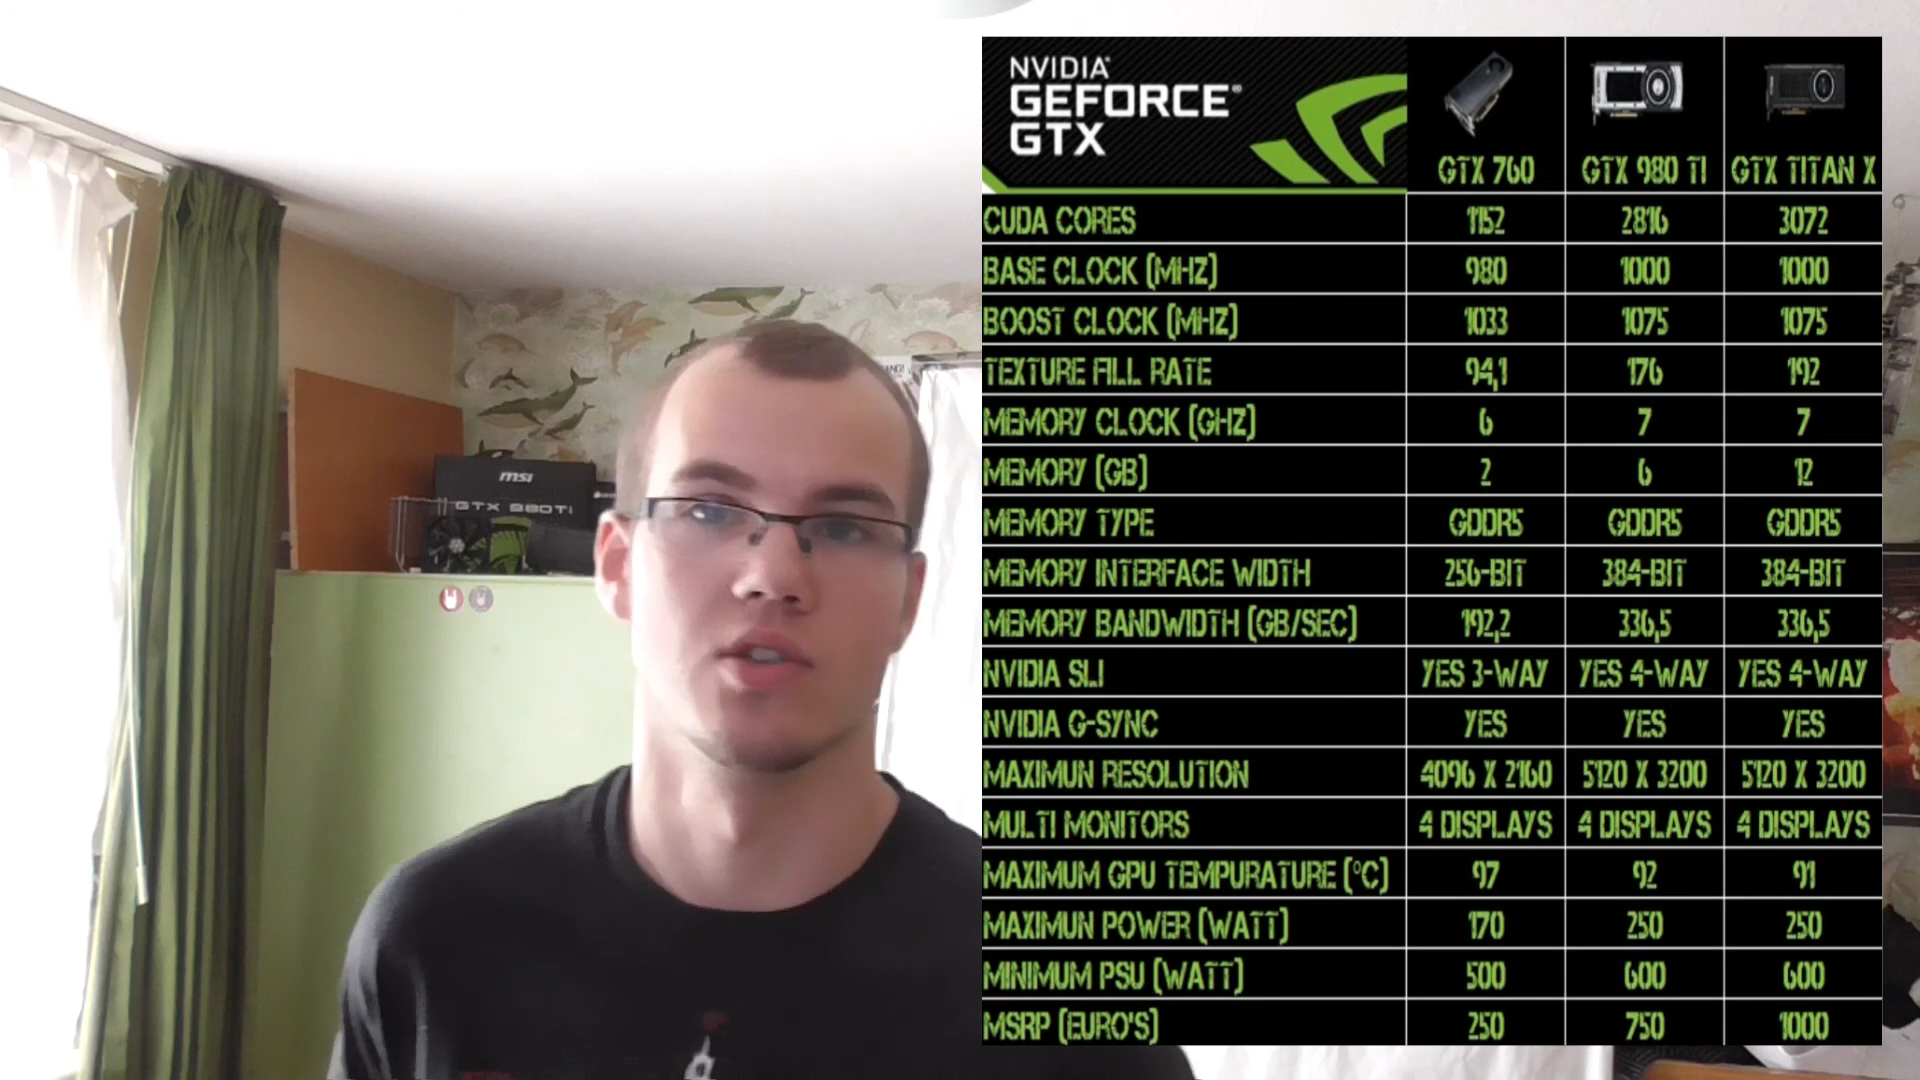 NVIDIA®
GEFORCE®
GTX
GTX 760 GTX 980 TI GTX TITAN X
CUDA CORES 1152 2816 3072
BASE CLOCK (MHZ) 980 1000 1000
BOOST CLOCK (MHZ) 1033 1075 1075
TEXTURE FILL RATE 94,1 176 192
MEMORY CLOCK (GHZ) 6 7 7
MEMORY (GB) 2 6 12
MEMORY TYPE GDDR5 GDDR5 GDDR5
MEMORY INTERFACE WIDTH 256-BIT 384-BIT 384-BIT
MEMORY BANDWIDTH (GB/SEC) 192,2 336,5 336,5
NVIDIA SLI YES 3-WAY YES 4-WAY YES 4-WAY
NVIDIA G-SYNC YES YES YES
MAXIMUN RESOLUTION 4096 X 2160 5120 X 3200 5120 X 3200
MULTI MONITORS 4 DISPLAYS 4 DISPLAYS 4 DISPLAYS
MAXIMUM GPU TEMPURATURE (°C) 97 92 91
MAXIMUN POWER (WATT) 170 250 250
MINIMUM PSU (WATT) 500 600 600
MSRP (EURO'S) 250 750 1000
msi
GTX 980Ti